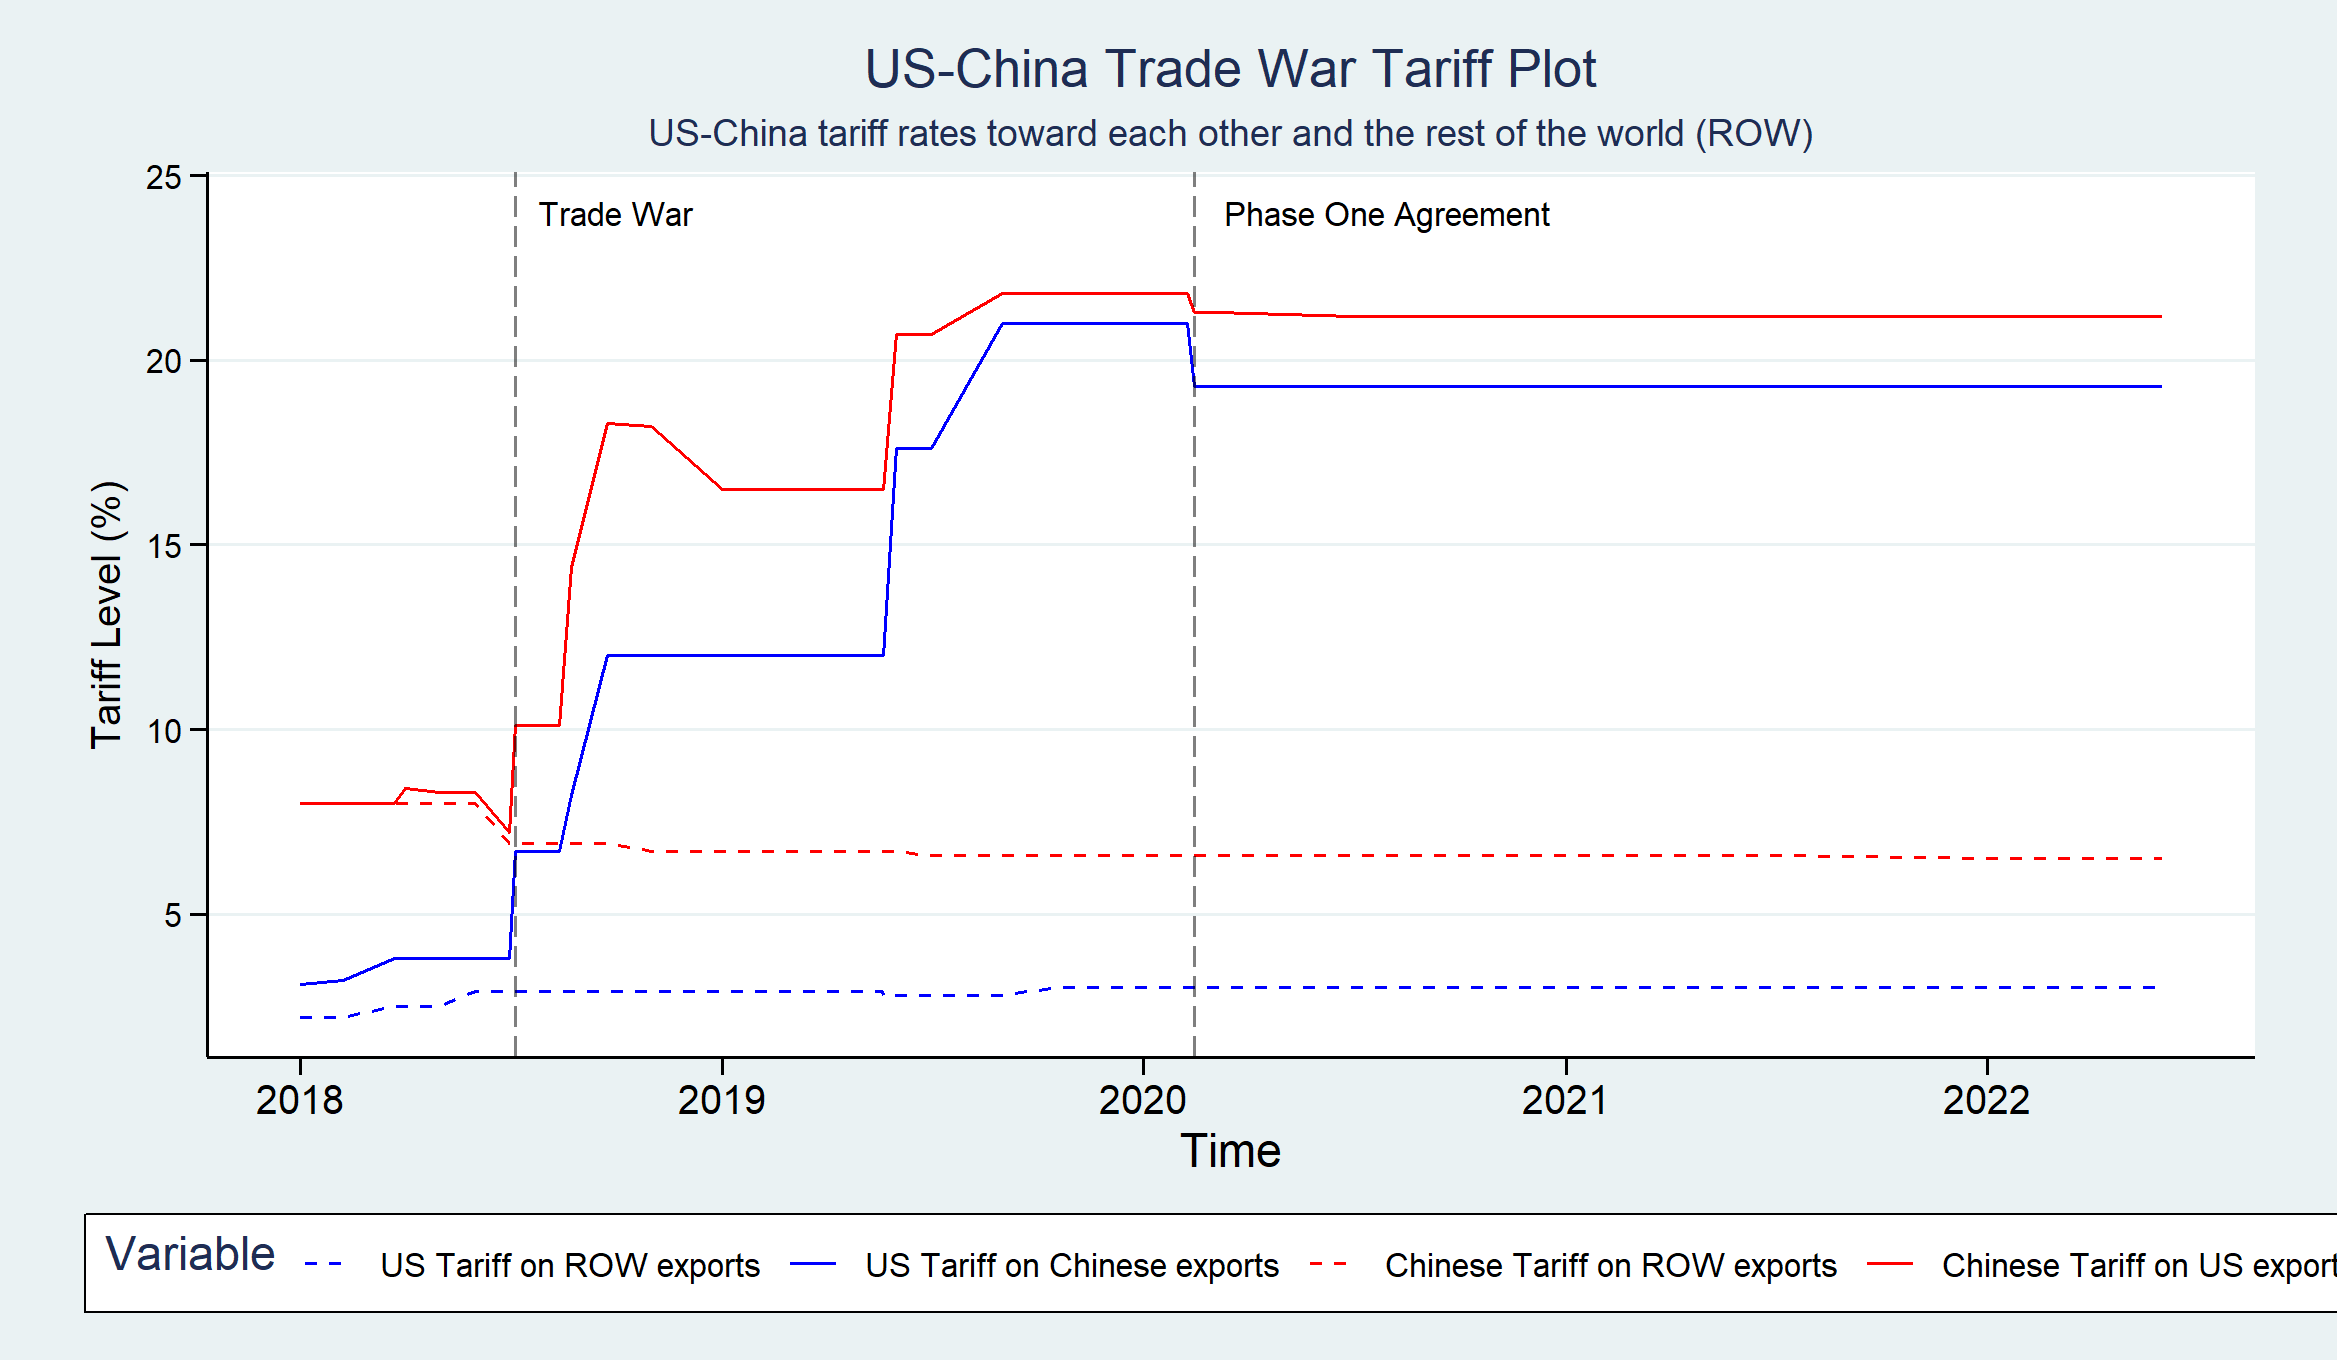 US-China Trade War Tariff Plot
US-China tariff rates toward each other and the rest of the world (ROW)
25
20
15
10
5
Tariff Level (%)
Trade War
Phase One Agreement
2018 2019 2020 2021 2022
Time
Variable US Tariff on ROW exports US Tariff on Chinese exports Chinese Tariff on ROW exports Chinese Tariff on US export